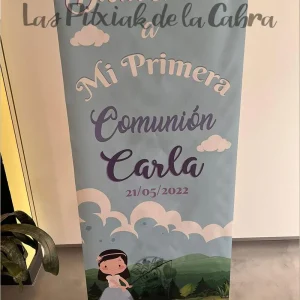 Las Pitxiak de la Cabra
a
Mi Primera
Comunión
Carla
21/05/2022